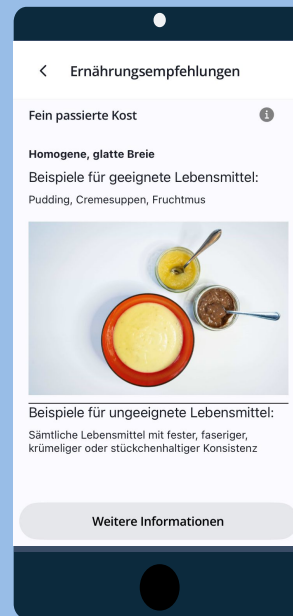 Ernährungsempfehlungen
Fein passierte Kost
Homogene, glatte Breie
Beispiele für geeignete Lebensmittel:
Pudding, Cremesuppen, Fruchtmus
Beispiele für ungeeignete Lebensmittel:
Sämtliche Lebensmittel mit fester, faseriger,
krümeliger oder stückchenhaltiger Konsistenz
Weitere Informationen